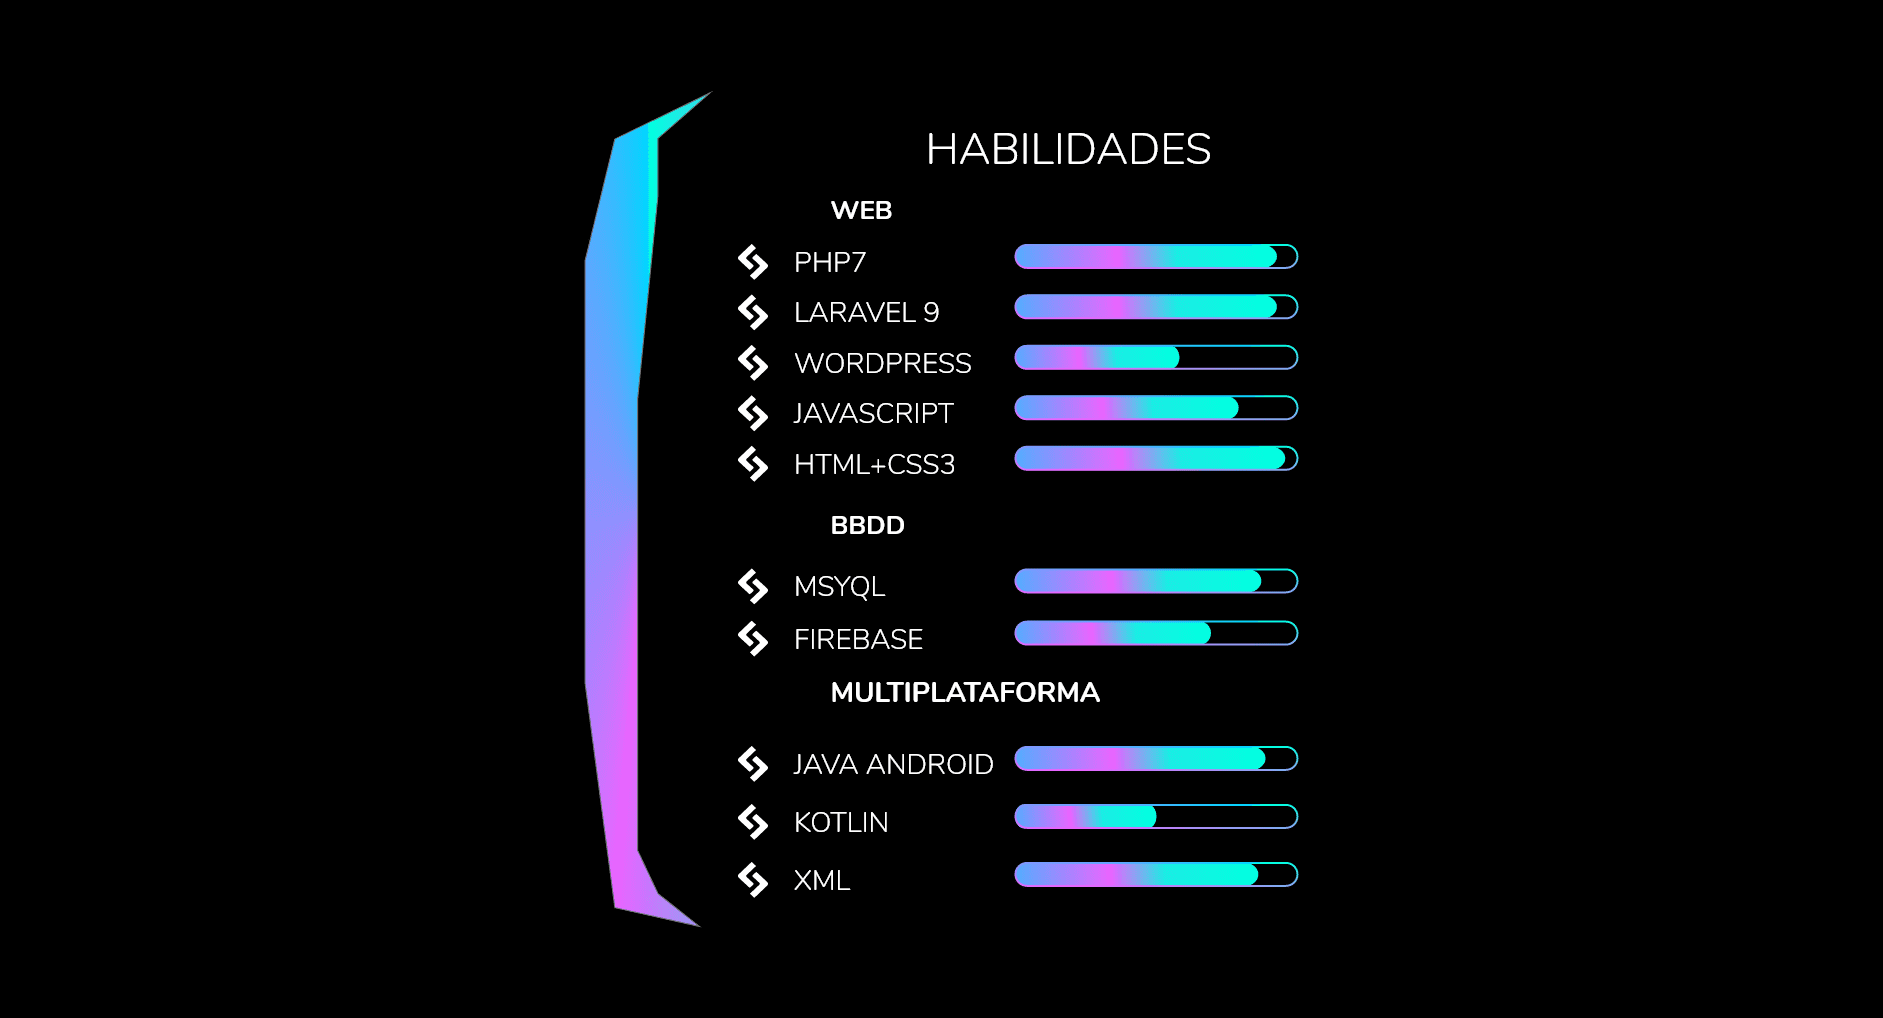 HABILIDADES
WEB
PHP7
LARAVEL 9
WORDPRESS
JAVASCRIPT
HTML+CSS3
BBDD
MSYQL
FIREBASE
MULTIPLATAFORMA
JAVA ANDROID
KOTLIN
XML